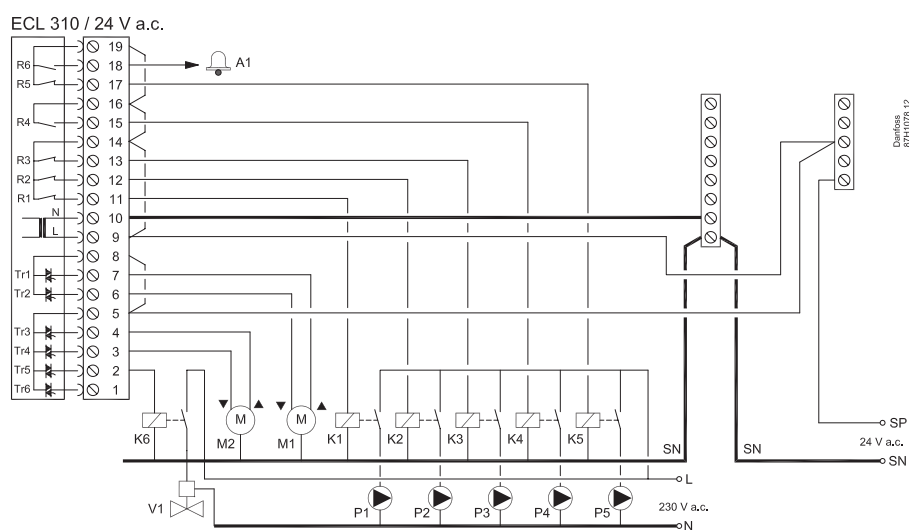 ECL 310 / 24 V a.c.
19
R6 18 A1
R5 17
16
R4 15
14
R3 13
R2 12
R1 11
N 10
L 9
8
Tr1 7
Tr2 6
5
Tr3 4
Tr4 3
Tr5 2
Tr6 1
Danfoss
87H1078.12
K6 M M2 M M1 K1 K2 K3 K4 K5
SN SN
SP
24 V a.c.
SN
V1 P1 P2 P3 P4 P5
L
230 V a.c.
N